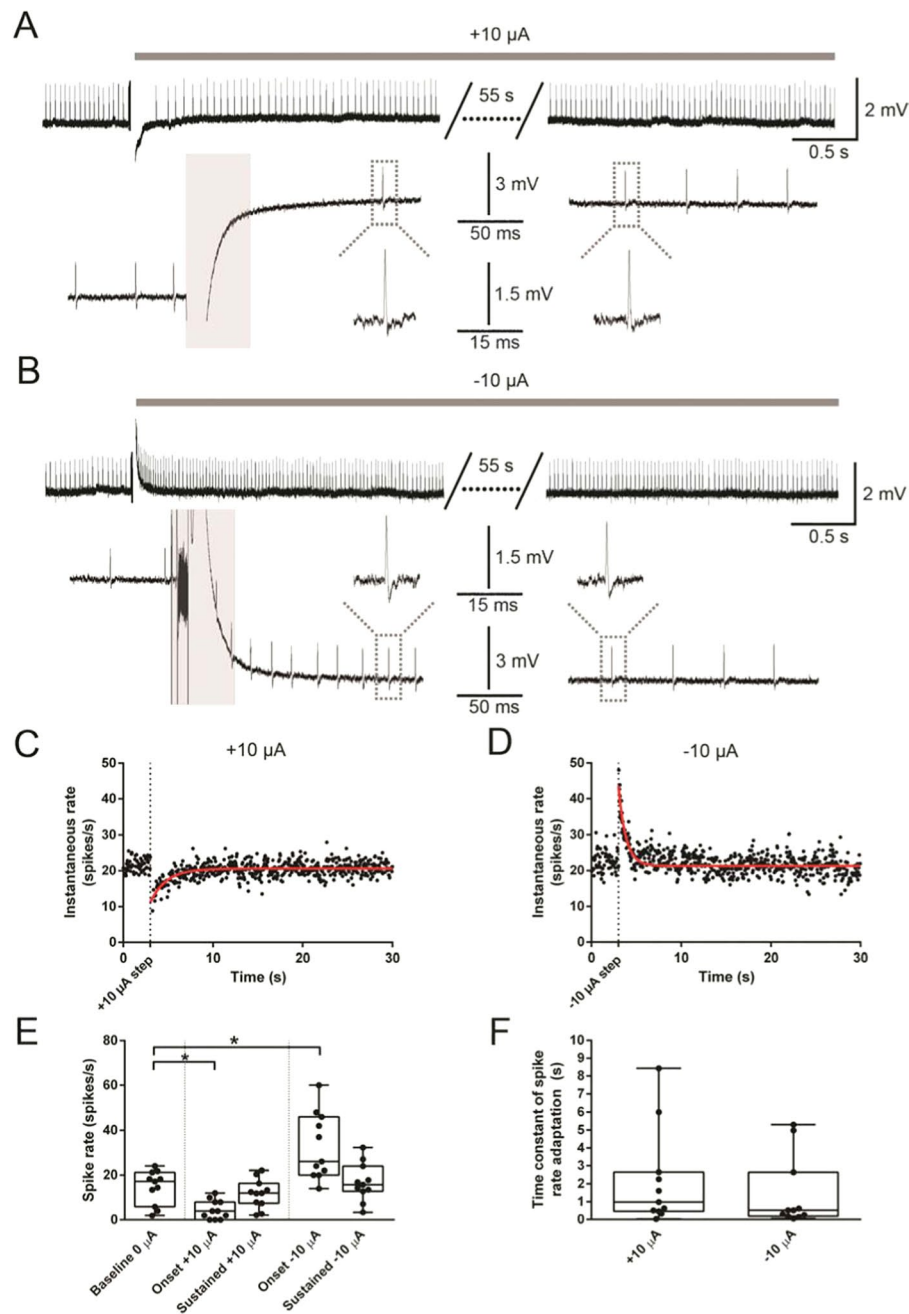 A
+10 µA
55 s
2 mV
0.5 s
3 mV
50 ms
1.5 mV
15 ms
B
-10 µA
55 s
2 mV
0.5 s
1.5 mV
15 ms
3 mV
50 ms
C
+10 µA
Instantaneous rate
(spikes/s)
50
40
30
20
10
0
0
10
20
30
+10 µA step
Time (s)
D
-10 µA
Instantaneous rate
(spikes/s)
50
40
30
20
10
0
0
10
20
30
-10 µA step
Time (s)
E
Spike rate (spikes/s)
80
60
40
20
0
*
*
Baseline 0 µA
Onset +10 µA
Sustained +10 µA
Onset -10 µA
Sustained -10 µA
F
Time constant of spike
rate adaptation (s)
10
9
8
7
6
5
4
3
2
1
0
+10 µA
-10 µA